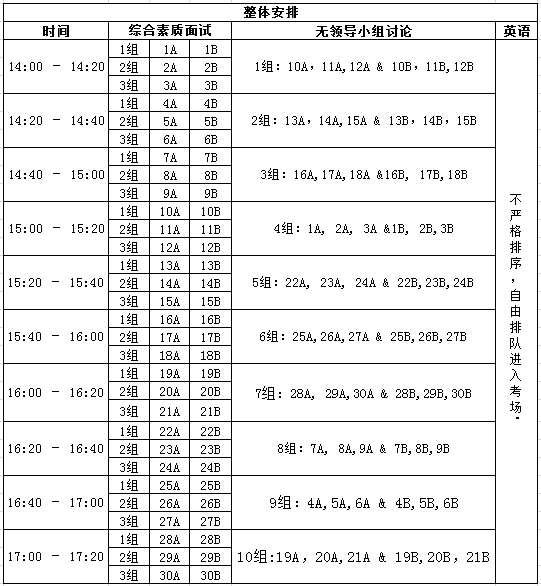 整体安排
时间 综合素质面试 无领导小组讨论 英语
14:00 - 14:20 1组 1A 1B 1组: 10A, 11A,12A & 10B, 11B,12B
2组 2A 2B
3组 3A 3B
14:20 - 14:40 1组 4A 4B 2组: 13A, 14A,15A & 13B, 14B, 15B
2组 5A 5B
3组 6A 6B
14:40 - 15:00 1组 7A 7B 3组: 16A,17A,18A &16B, 17B,18B
2组 8A 8B
3组 9A 9B
15:00 - 15:20 1组 10A 10B 4组: 1A, 2A, 3A &1B, 2B,3B
2组 11A 11B
3组 12A 12B
15:20 - 15:40 1组 13A 13B 5组: 22A, 23A, 24A & 22B,23B,24B
2组 14A 14B
3组 15A 15B
15:40 - 16:00 1组 16A 16B 6组: 25A,26A,27A & 25B,26B,27B
2组 17A 17B
3组 18A 18B
16:00 - 16:20 1组 19A 19B 7组: 28A, 29A,30A & 28B,29B,30B
2组 20A 20B
3组 21A 21B
16:20 - 16:40 1组 22A 22B 8组: 7A, 8A,9A & 7B,8B,9B
2组 23A 23B
3组 24A 24B
16:40 - 17:00 1组 25A 25B 9组: 4A,5A,6A & 4B,5B,6B
2组 26A 26B
3组 27A 27B
17:00 - 17:20 1组 28A 28B 10组:19A, 20A,21A & 19B,20B, 21B
2组 29A 29B
3组 30A 30B
不严格排序,自由排队进入考场。